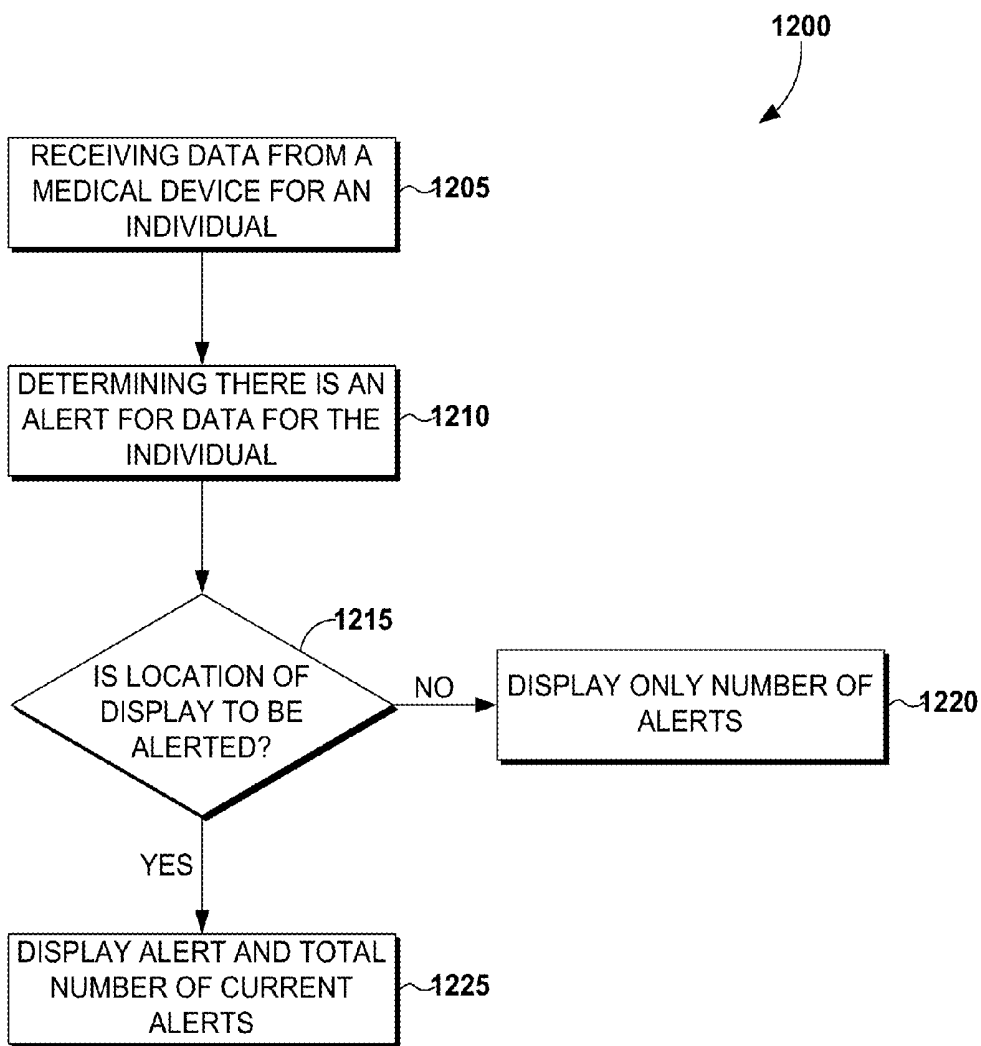 1200
RECEIVING DATA FROM A
MEDICAL DEVICE FOR AN
INDIVIDUAL
1205
DETERMINING THERE IS AN
ALERT FOR DATA FOR THE
INDIVIDUAL
1210
1215
IS LOCATION OF
DISPLAY TO BE
ALERTED?
NO
DISPLAY ONLY NUMBER OF
ALERTS
1220
YES
DISPLAY ALERT AND TOTAL
NUMBER OF CURRENT
ALERTS
1225